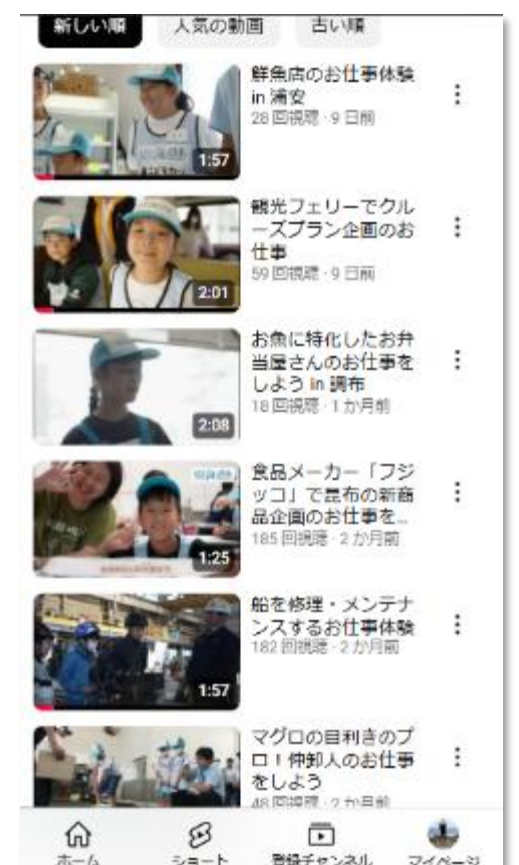 新しい順 人気の動画 古い順
鮮魚店のお仕事体験
in 浦安
28 回視聴・9 日前
1:57
観光フェリーでクル
ーズプラン企画のお
仕事
59 回視聴・9 日前
2:01
お魚に特化したお弁
当屋さんのお仕事を
しよう in 調布
18 回視聴・1 か月前
2:08
食品メーカー「フジ
ッコ」で昆布の新商
品企画のお仕事を...
185 回視聴・2 か月前
1:25
船を修理・メンテナ
ンスするお仕事体験
182 回視聴・2 か月前
1:57
マグロの目利きのプ
ロ！仲卸人のお仕事
をしよう
48 回視聴・2 か月前
ホーム ショート 登録チャンネル マイページ